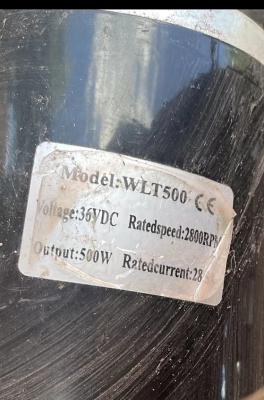 Model:WLT500 CE
Voltage:36VDC Ratedspeed:2800RPM
Output:500W Ratedcurrent:28